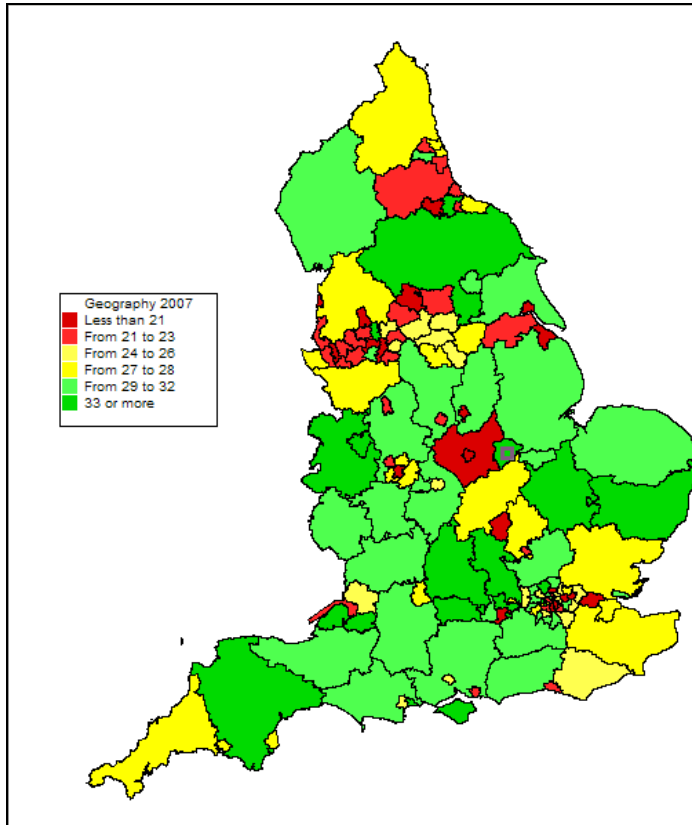 Geography 2007
Less than 21
From 21 to 23
From 24 to 26
From 27 to 28
From 29 to 32
33 or more